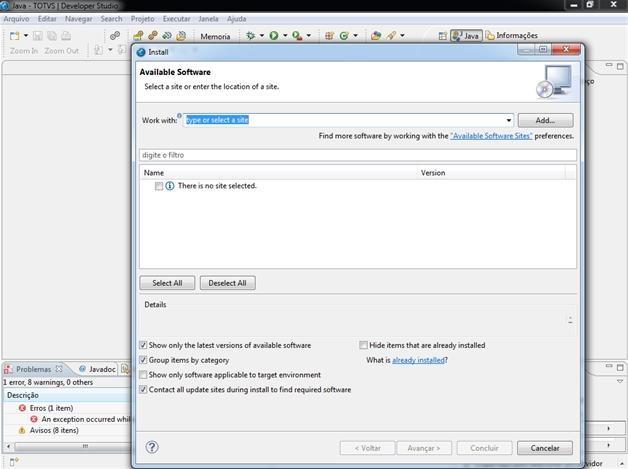 Java - TOTVS | Developer Studio
Arquivo Editar Navegar Search Projeto Executar Janela Ajudar
Memoria Java Informações
Zoom In Zoom Out
Install
Available Software
Select a site or enter the location of a site.
Work with: type or select a site Add...
Find more software by working with the "Available Software Sites" preferences.
digite o filtro
Name Version
There is no site selected.
Select All Deselect All
Details
Show only the latest versions of available software Hide items that are already installed
Group items by category What is already installed?
Show only software applicable to target environment
Contact all update sites during install to find required software
Problemas Javadoc
1 error, 8 warnings, 0 others
Descrição
Erros (1 item)
An exception occurred whil
Avisos (8 itens)
< Voltar Avançar > Concluir Cancelar